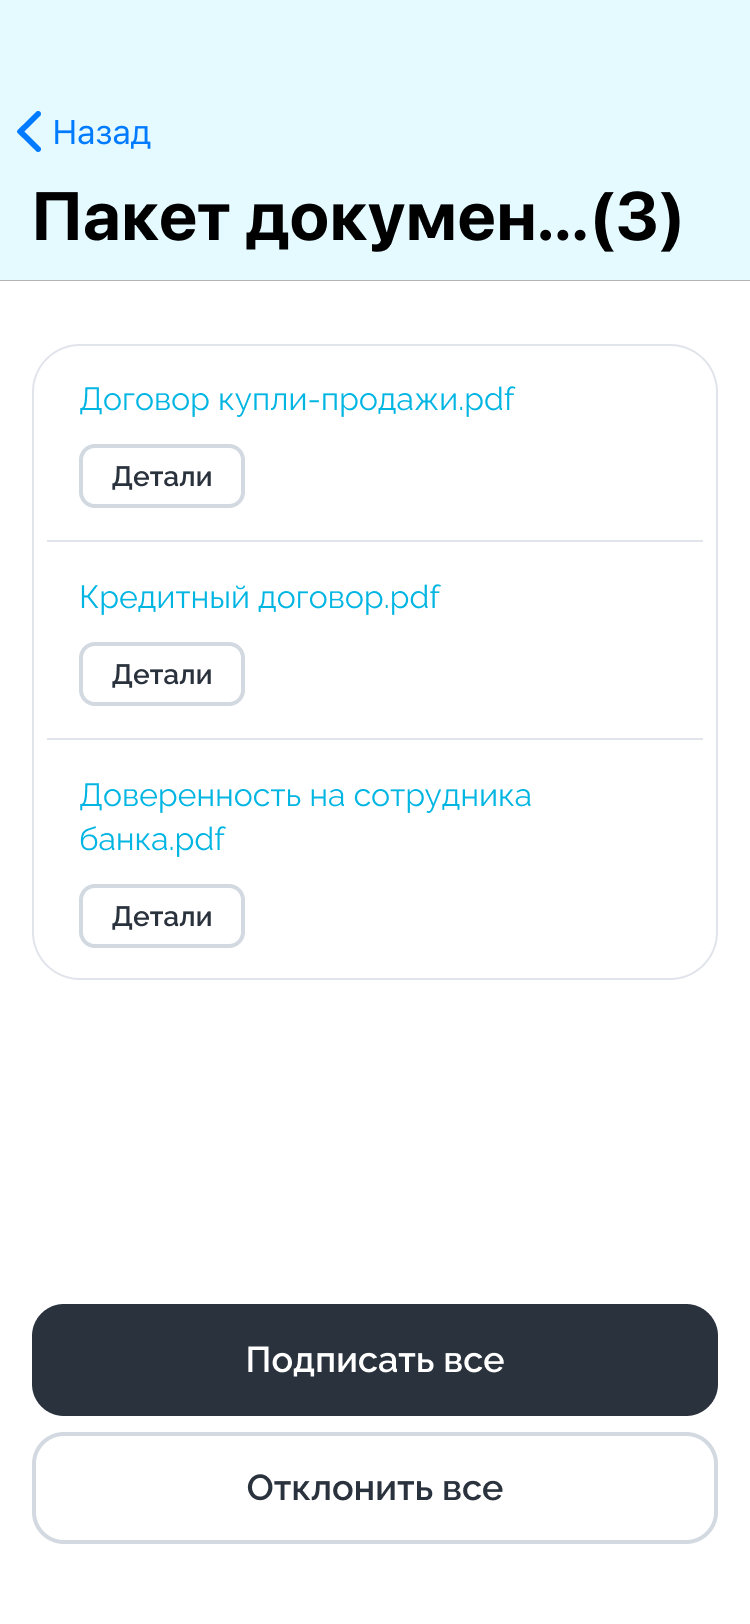 Назад
Пакет докумен...(3)
Договор купли-продажи.pdf
Детали
Кредитный договор.pdf
Детали
Доверенность на сотрудника
банка.pdf
Детали
Подписать все
Отклонить все